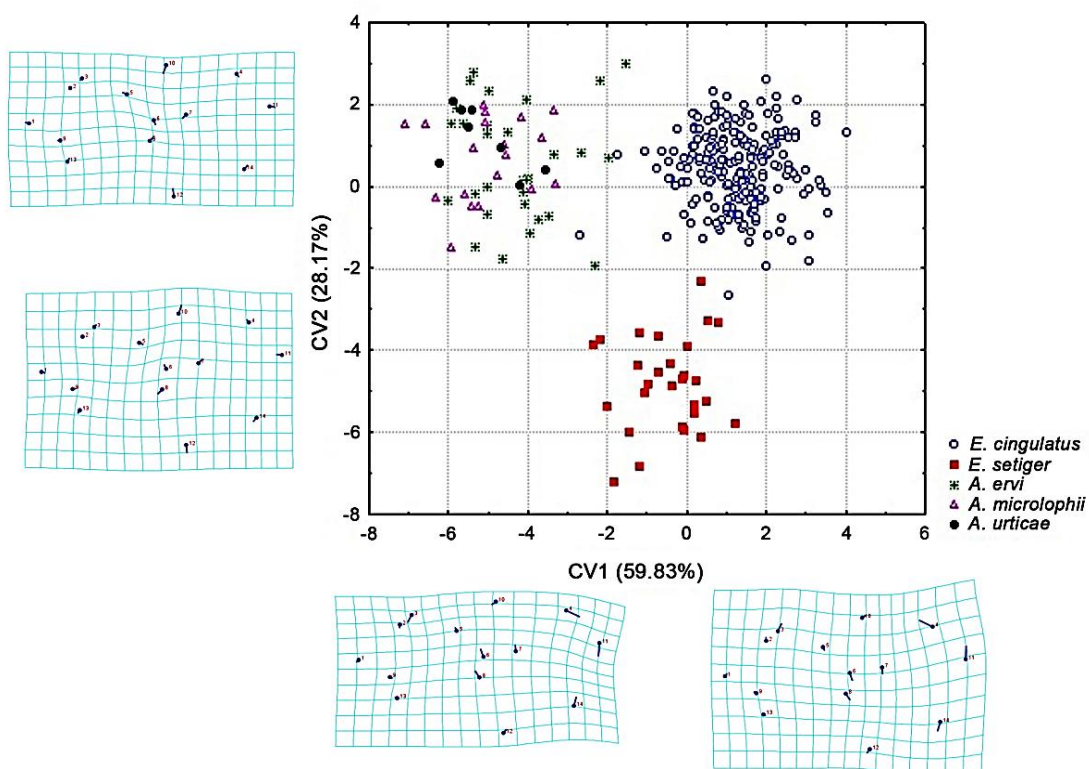 4
2
0
-2
-4
-6
-8
CV2 (28.17%)
-8 -6 -4 -2 0 2 4 6
CV1 (59.83%)
E. cingulatus
E. setiger
A. ervi
A. microlophii
A. urticae